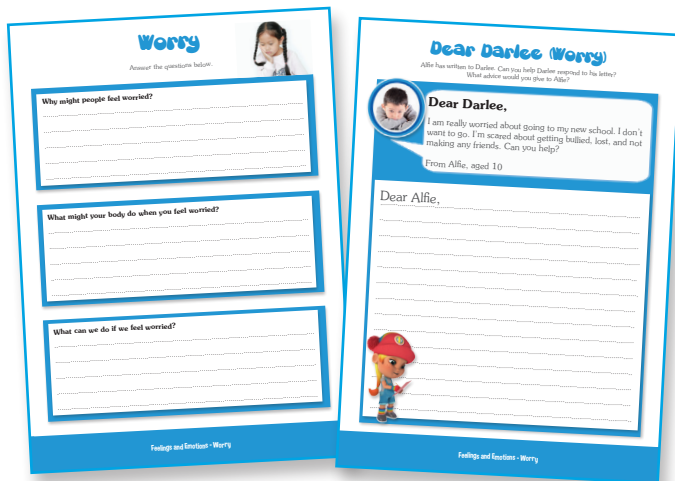 Worry
Answer the questions below.
Why might people feel worried?
What might your body do when you feel worried?
What can we do if we feel worried?
Feelings and Emotions - Worry
Dear Darlee (Worry)
Alfie has written to Darlee. Can you help Darlee respond to his letter?
What advice would you give to Alfie?
Dear Darlee,
I am really worried about going to my new school. I don't
want to go. I'm scared about getting bullied, lost, and not
making any friends. Can you help?
From Alfie, aged 10
Dear Alfie,
Feelings and Emotions - Worry